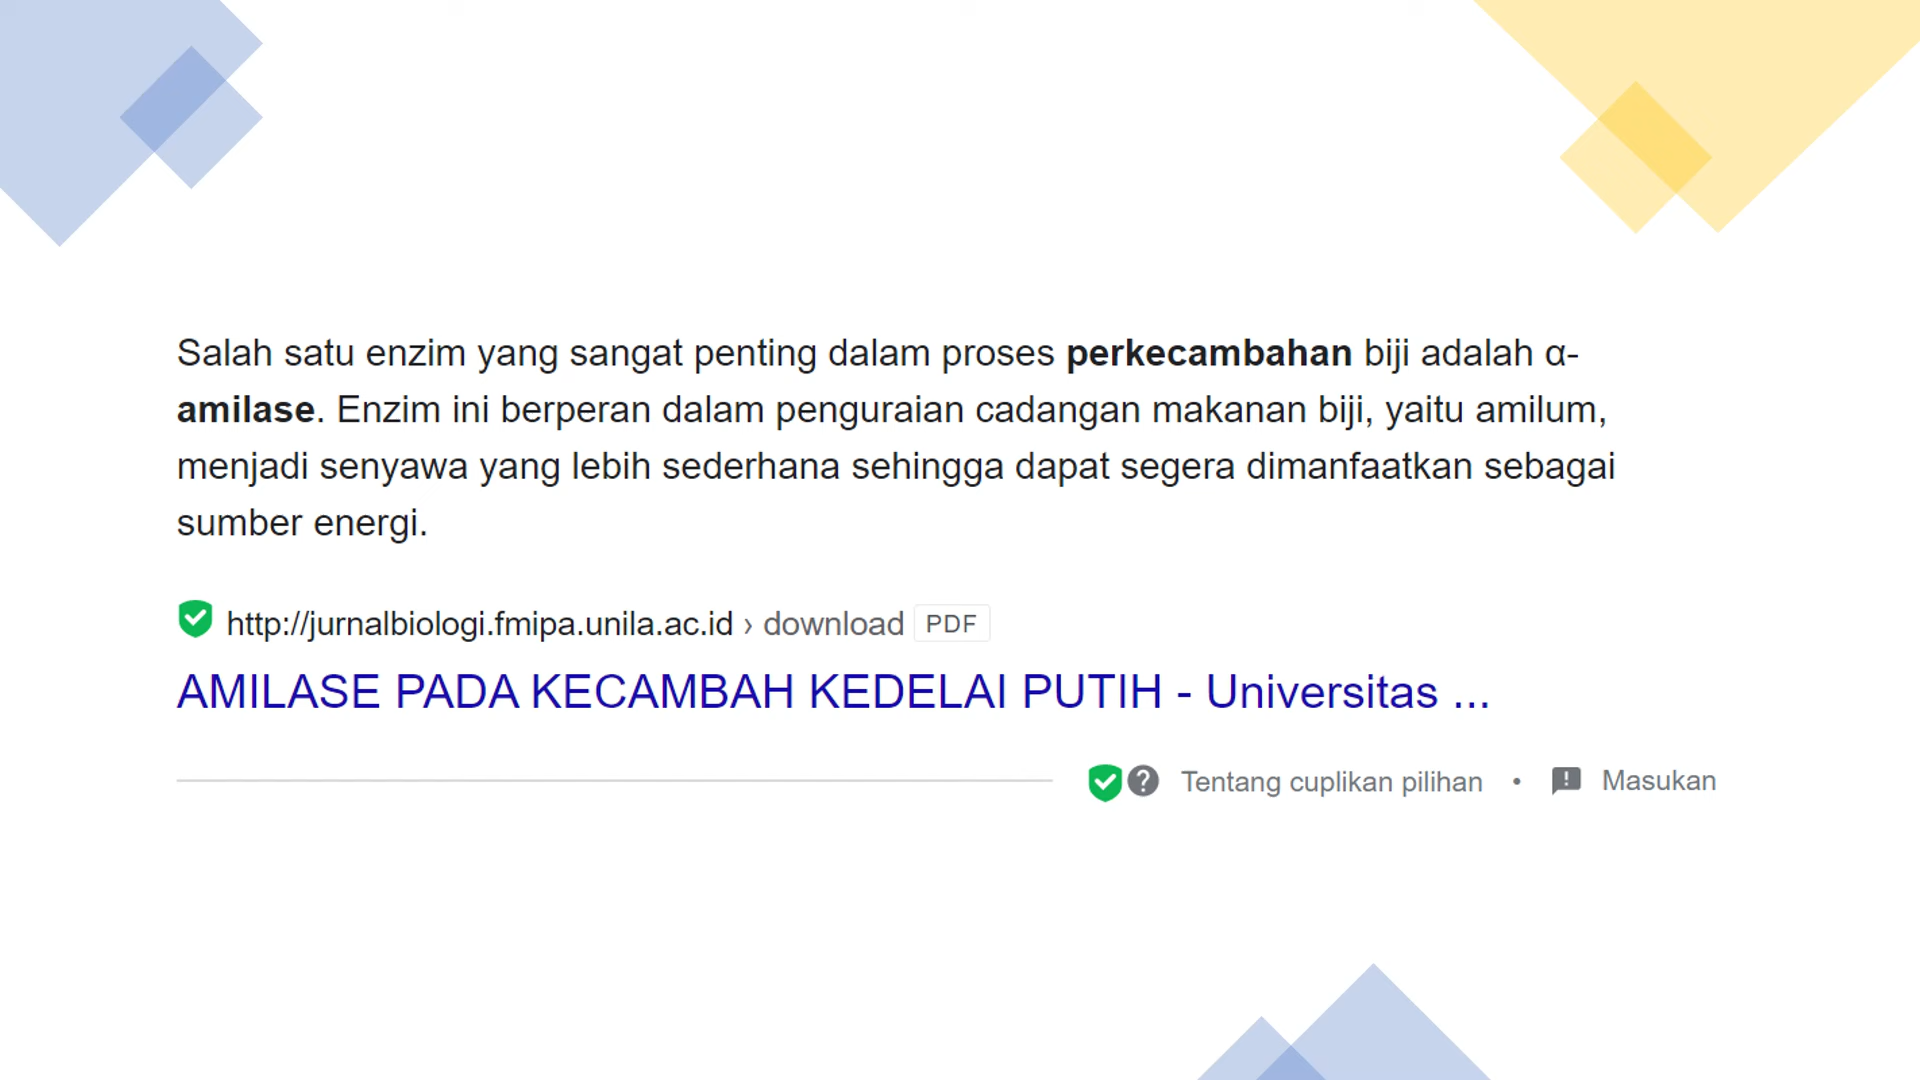 Salah satu enzim yang sangat penting dalam proses perkecambahan biji adalah α-
amilase. Enzim ini berperan dalam penguraian cadangan makanan biji, yaitu amilum,
menjadi senyawa yang lebih sederhana sehingga dapat segera dimanfaatkan sebagai
sumber energi.
http://jurnalbiologi.fmipa.unila.ac.id › download PDF
AMILASE PADA KECAMBAH KEDELAI PUTIH - Universitas ...
Tentang cuplikan pilihan • Masukan